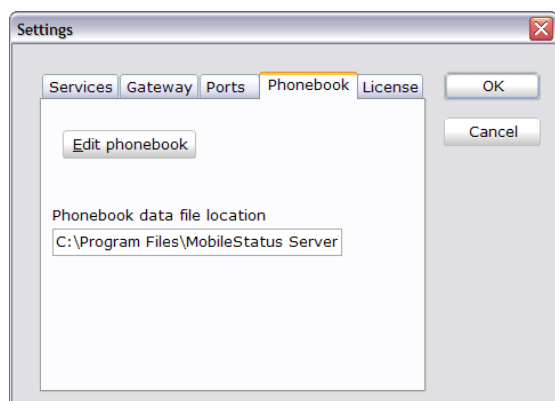 Settings
Services Gateway Ports Phonebook License
OK
Cancel
Edit phonebook
Phonebook data file location
C:\Program Files\MobileStatus Server